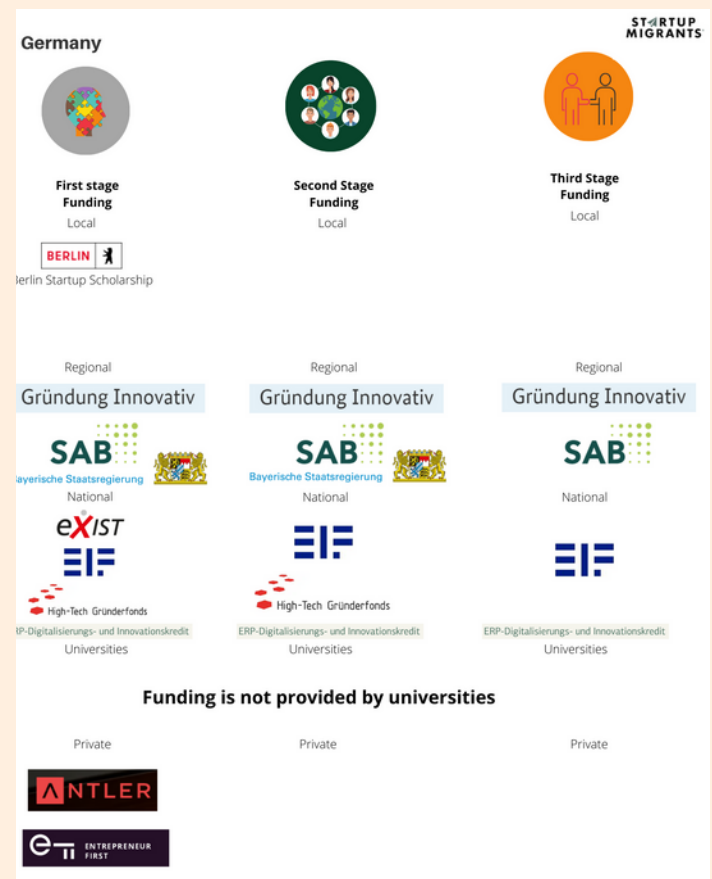 STARTUP
MIGRANTS
Germany
First stage
Funding
Local
BERLIN
erlin Startup Scholarship
Second Stage
Funding
Local
Third Stage
Funding
Local
Regional
Gründung Innovativ
SAB
ayerische Staatsregierung
National
eXIST
EIF
High-Tech Gründerfonds
RP-Digitalisierungs- und Innovationskredit
Universities
Regional
Gründung Innovativ
SAB
Bayerische Staatsregierung
National
EIF
High-Tech Gründerfonds
ERP-Digitalisierungs- und Innovationskredit
Universities
Regional
Gründung Innovativ
SAB
National
EIF
ERP-Digitalisierungs- und Innovationskredit
Universities
Funding is not provided by universities
Private
ANTLER
ENTREPRENEUR
FIRST
Private
Private